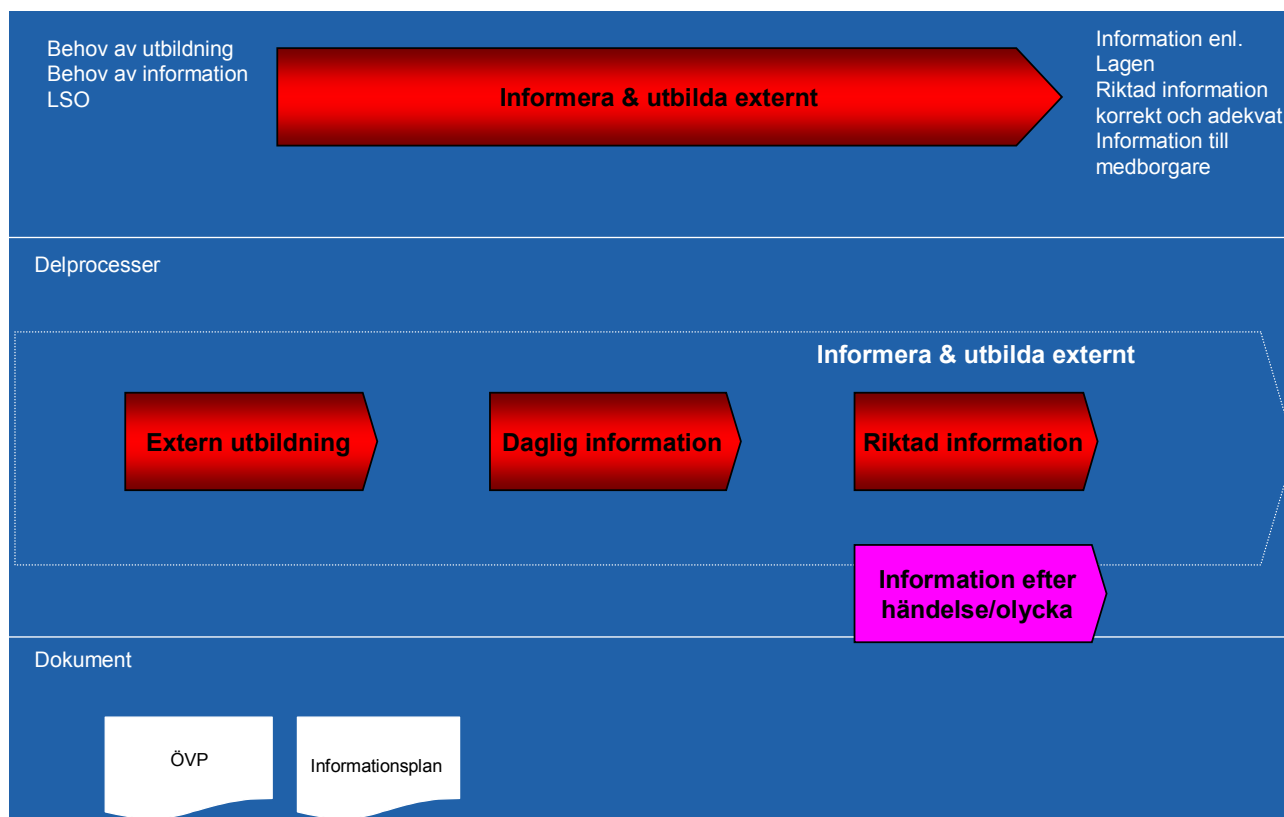 Behov av utbildning
Behov av information
LSO
Informera & utbilda externt
Information enl.
Lagen
Riktad information
korrekt och adekvat
Information till
medborgare
Delprocesser
Informera & utbilda externt
Extern utbildning
Daglig information
Riktad information
Information efter
händelse/olycka
Dokument
ÖVP
Informationsplan